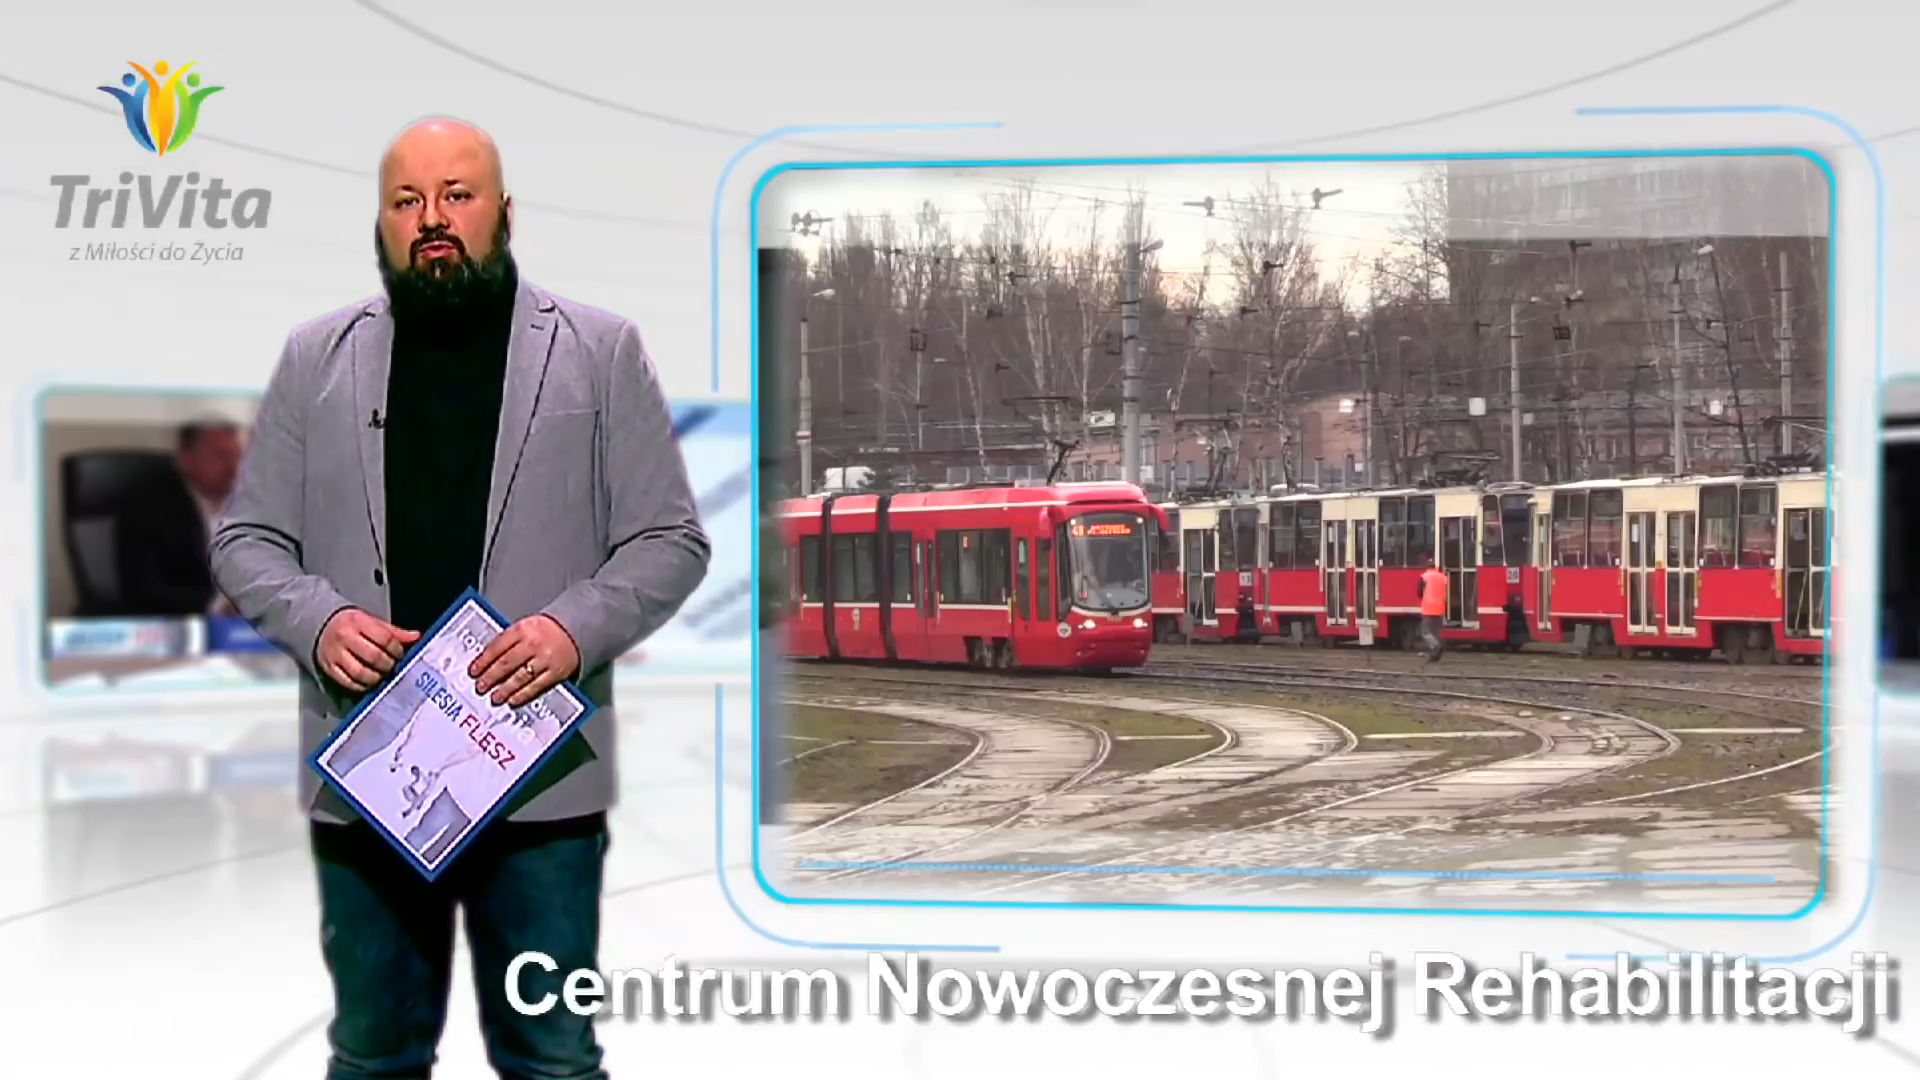 TriVita
z Miłości do Życia
SILESIA FLESZ
Centrum Nowoczesnej Rehabilitacji